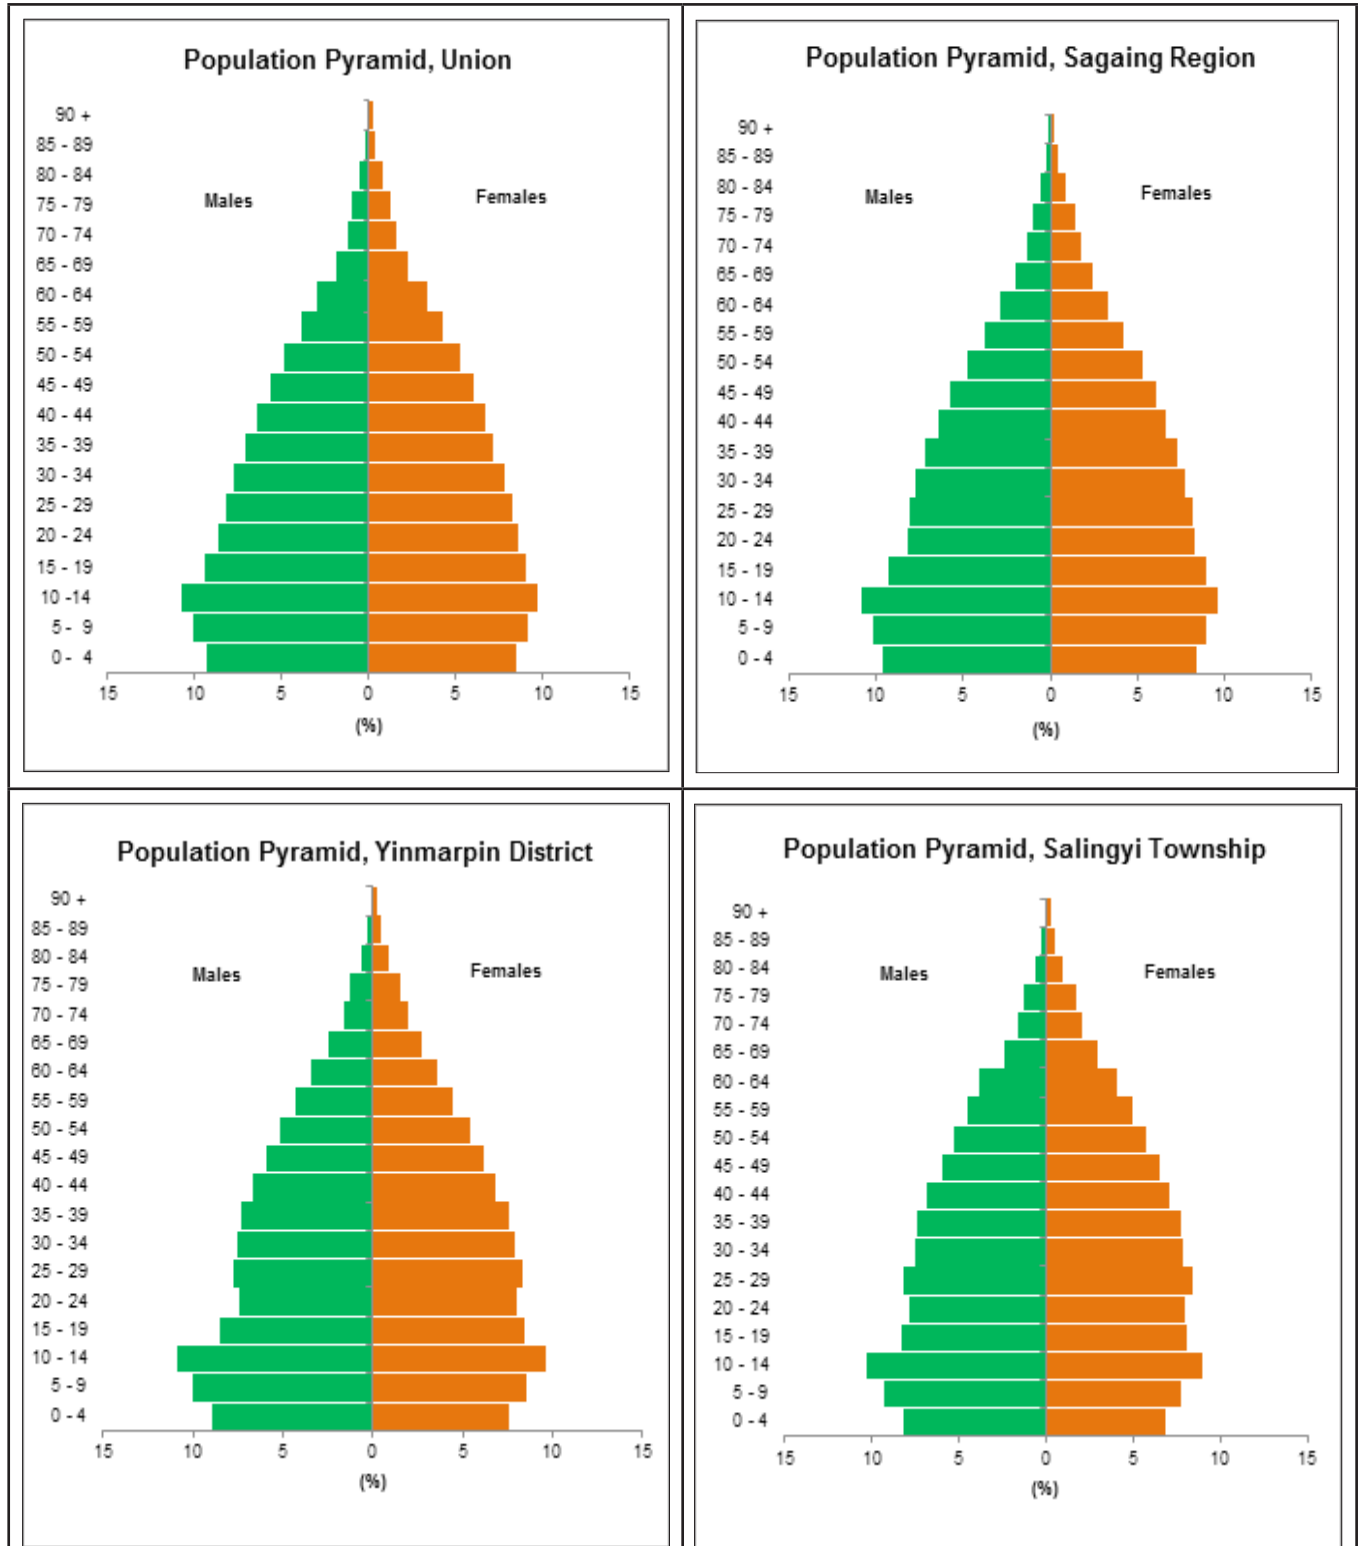 Population Pyramid, Union
90 +
85 - 89
80 - 84
75 - 79
70 - 74
65 - 69
60 - 64
55 - 59
50 - 54
45 - 49
40 - 44
35 - 39
30 - 34
25 - 29
20 - 24
15 - 19
10 -14
5 - 9
0 - 4
Males
Females
15 10 5 0 5 10 15
(%)
Population Pyramid, Sagaing Region
90 +
85 - 89
80 - 84
75 - 79
70 - 74
65 - 69
60 - 64
55 - 59
50 - 54
45 - 49
40 - 44
35 - 39
30 - 34
25 - 29
20 - 24
15 - 19
10 - 14
5 - 9
0 - 4
Males
Females
15 10 5 0 5 10 15
(%)
Population Pyramid, Yinmarpin District
90 +
85 - 89
80 - 84
75 - 79
70 - 74
65 - 69
60 - 64
55 - 59
50 - 54
45 - 49
40 - 44
35 - 39
30 - 34
25 - 29
20 - 24
15 - 19
10 - 14
5 - 9
0 - 4
Males
Females
15 10 5 0 5 10 15
(%)
Population Pyramid, Salingyi Township
90 +
85 - 89
80 - 84
75 - 79
70 - 74
65 - 69
60 - 64
55 - 59
50 - 54
45 - 49
40 - 44
35 - 39
30 - 34
25 - 29
20 - 24
15 - 19
10 - 14
5 - 9
0 - 4
Males
Females
15 10 5 0 5 10 15
(%)